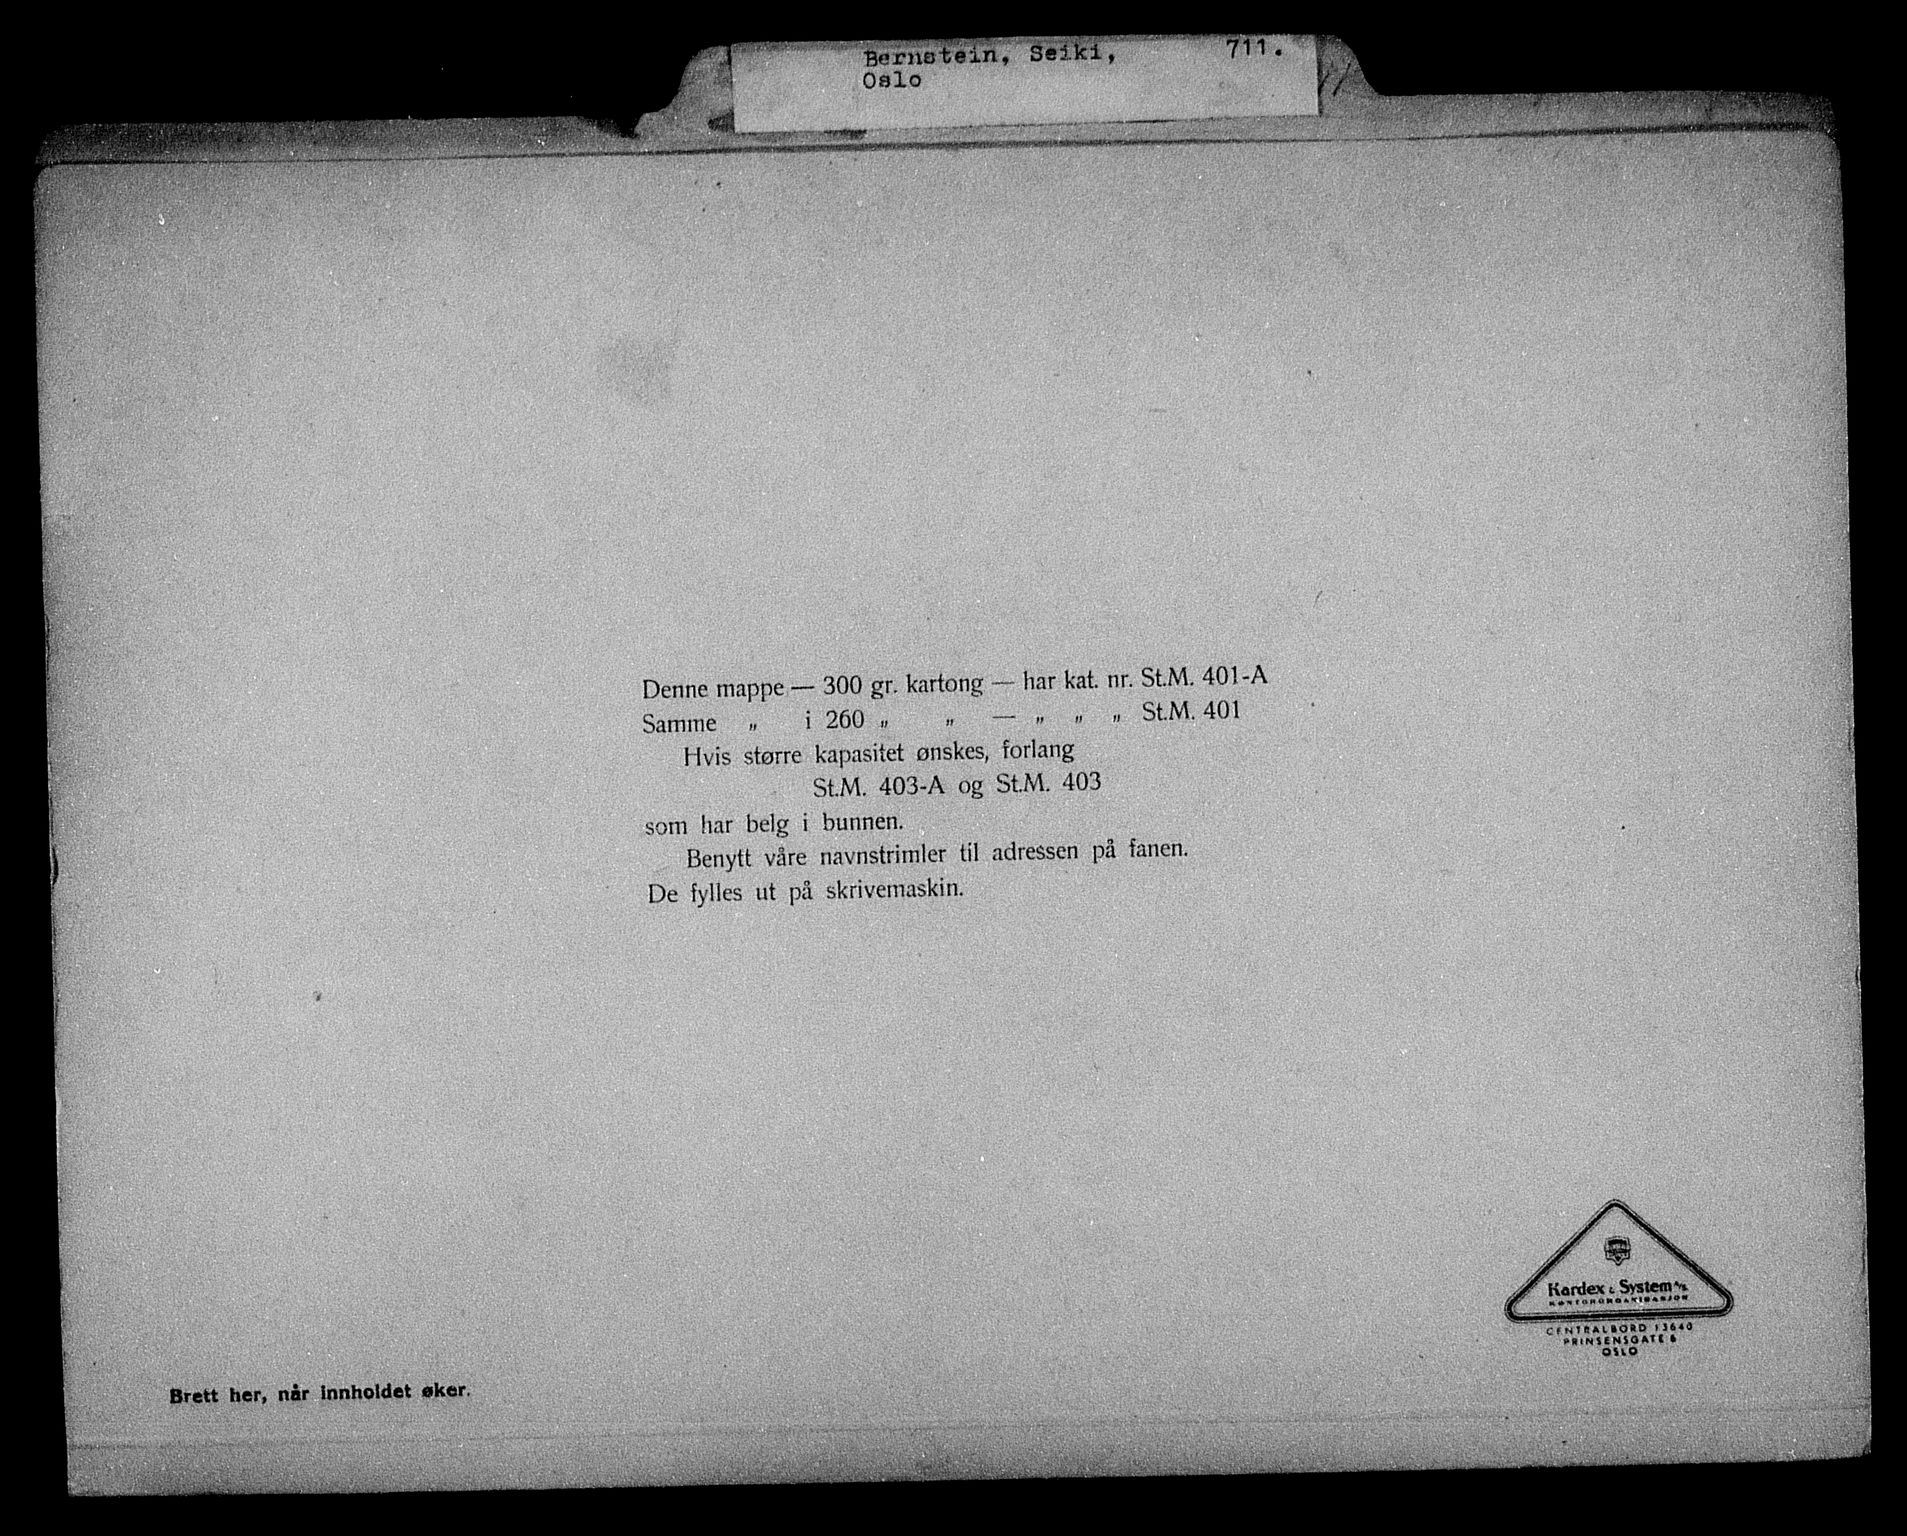 Bernstein, Seiki, 711.
Oslo
Denne mappe — 300 gr. kartong — har kat. nr. St.M. 401-A
Samme „ i 260 „ „ — „ „ „ St.M. 401
Hvis større kapasitet ønskes, forlang
St.M. 403-A og St.M. 403
som har belg i bunnen.
Benytt våre navnstrimler til adressen på fanen.
De fylles ut på skrivemaskin.
Kardex & System A/S
KONTORORGANISASJON
CENTRALBORD 13640
PRINSENSGATE 6
OSLO
Brett her, når innholdet øker.